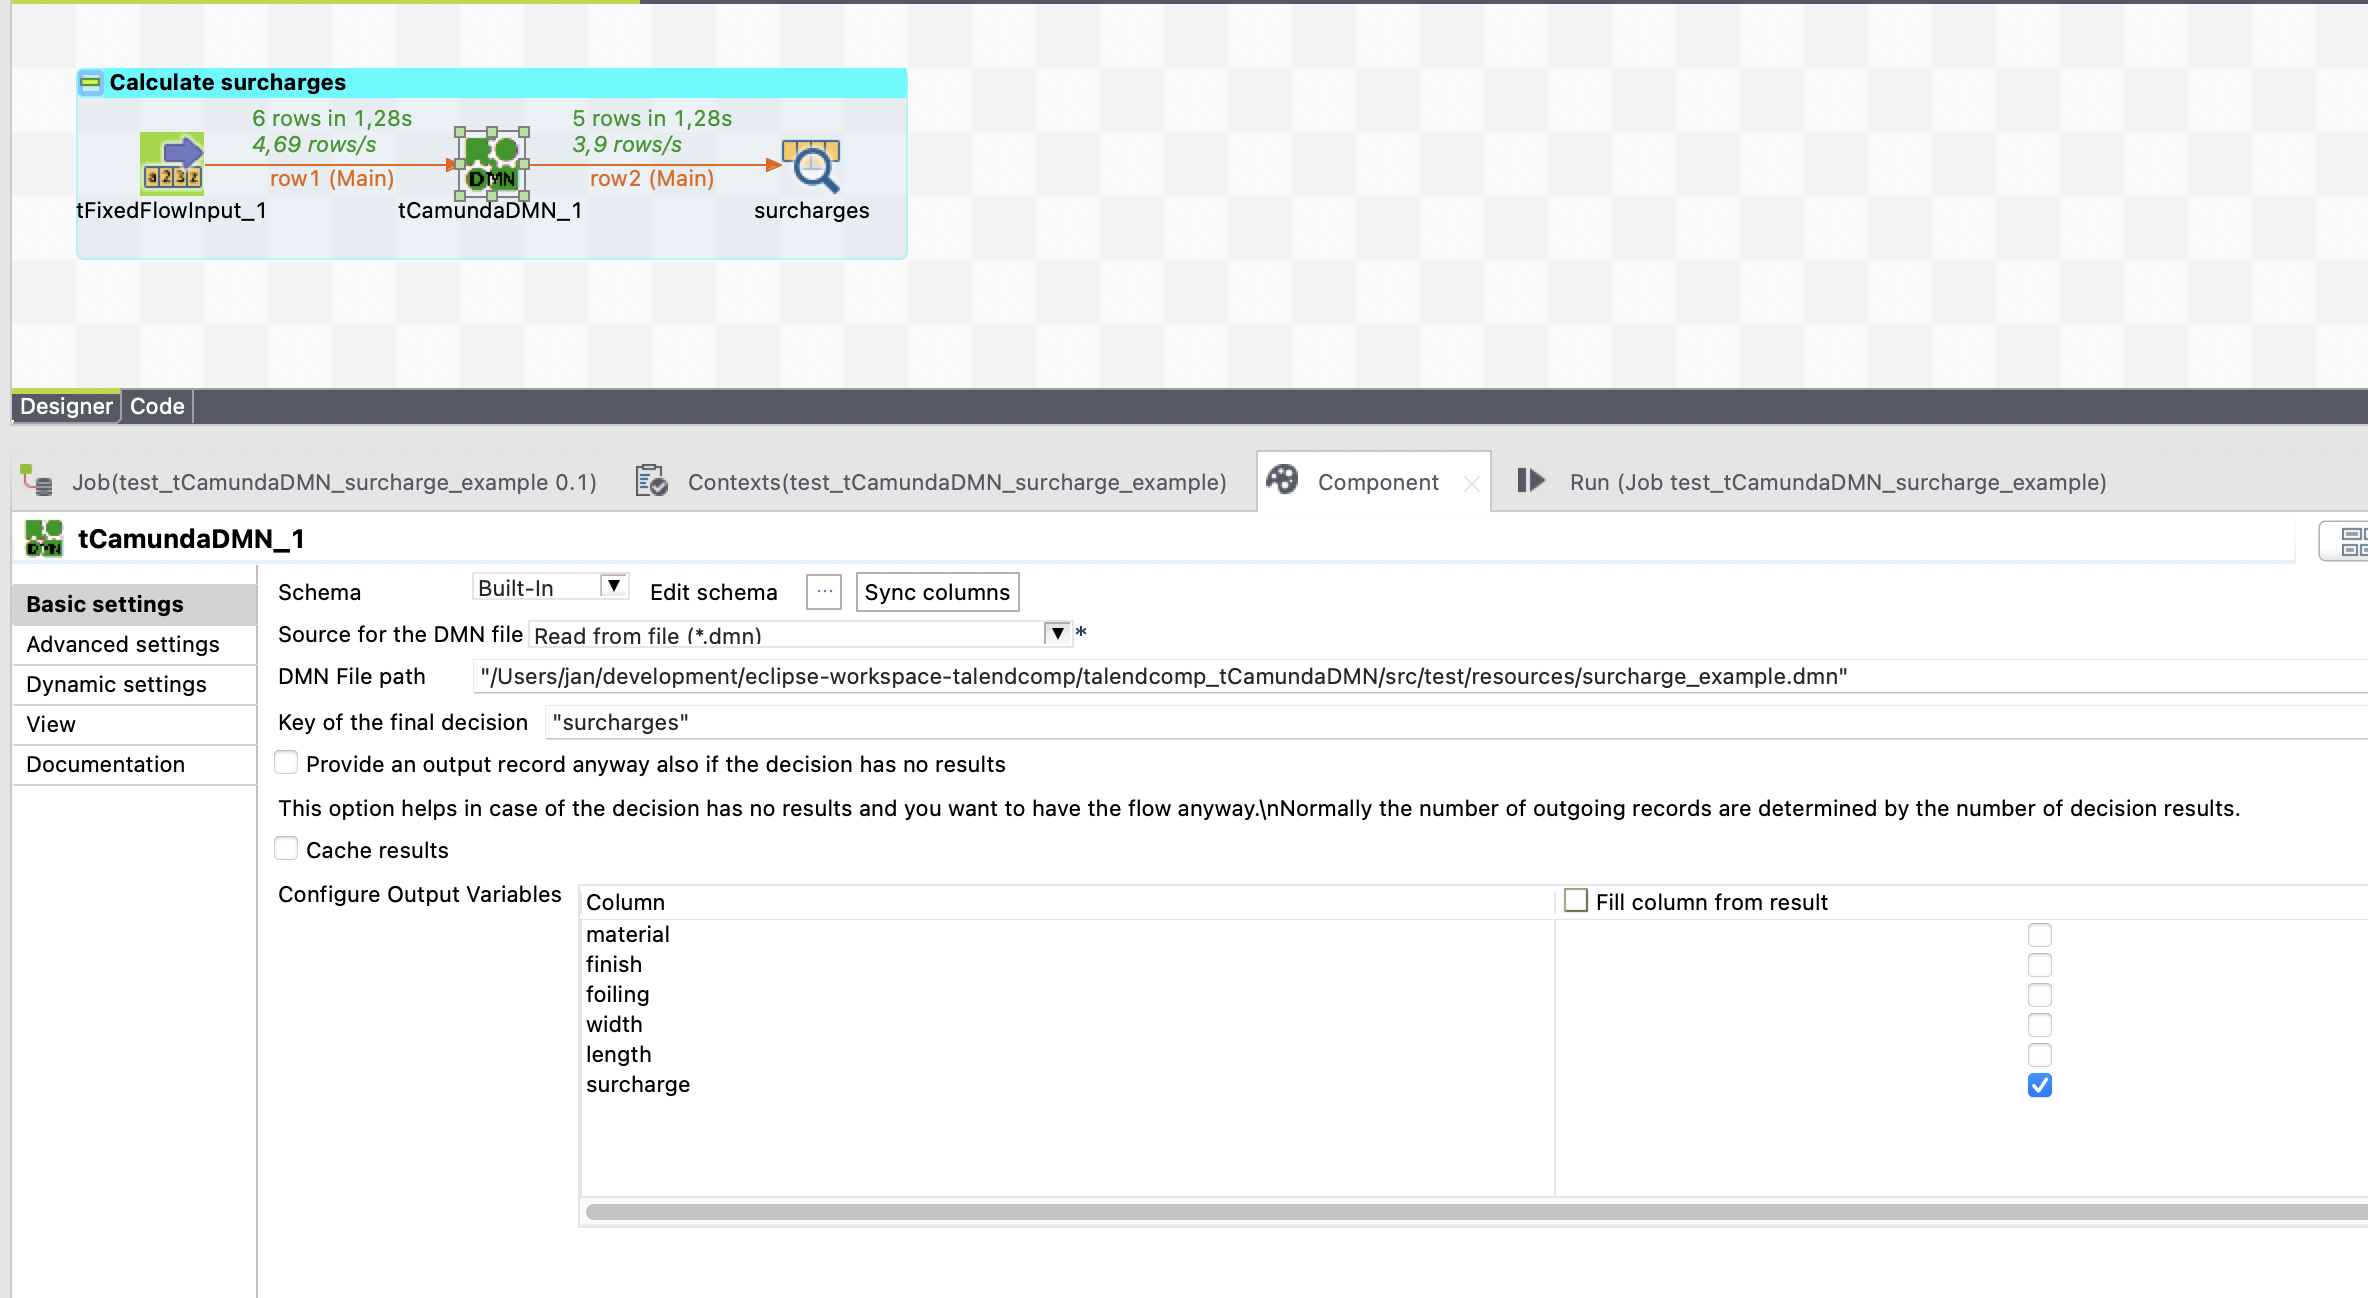 Calculate surcharges
6 rows in 1,28s
4,69 rows/s
row1 (Main)
5 rows in 1,28s
3,9 rows/s
row2 (Main)
a23z
DMN
tFixedFlowInput_1
tCamundaDMN_1
surcharges
Designer
Code
Job(test_tCamundaDMN_surcharge_example 0.1)
Contexts(test_tCamundaDMN_surcharge_example)
Component
Run (Job test_tCamundaDMN_surcharge_example)
DMN
tCamundaDMN_1
Basic settings
Advanced settings
Dynamic settings
View
Documentation
Schema
Built-In
Edit schema
...
Sync columns
Source for the DMN file
Read from file (*.dmn)
*
DMN File path
"/Users/jan/development/eclipse-workspace-talendcomp/talendcomp_tCamundaDMN/src/test/resources/surcharge_example.dmn"
Key of the final decision
"surcharges"
Provide an output record anyway also if the decision has no results
This option helps in case of the decision has no results and you want to have the flow anyway.\nNormally the number of outgoing records are determined by the number of decision results.
Cache results
Configure Output Variables
Column
Fill column from result
material
finish
foiling
width
length
surcharge